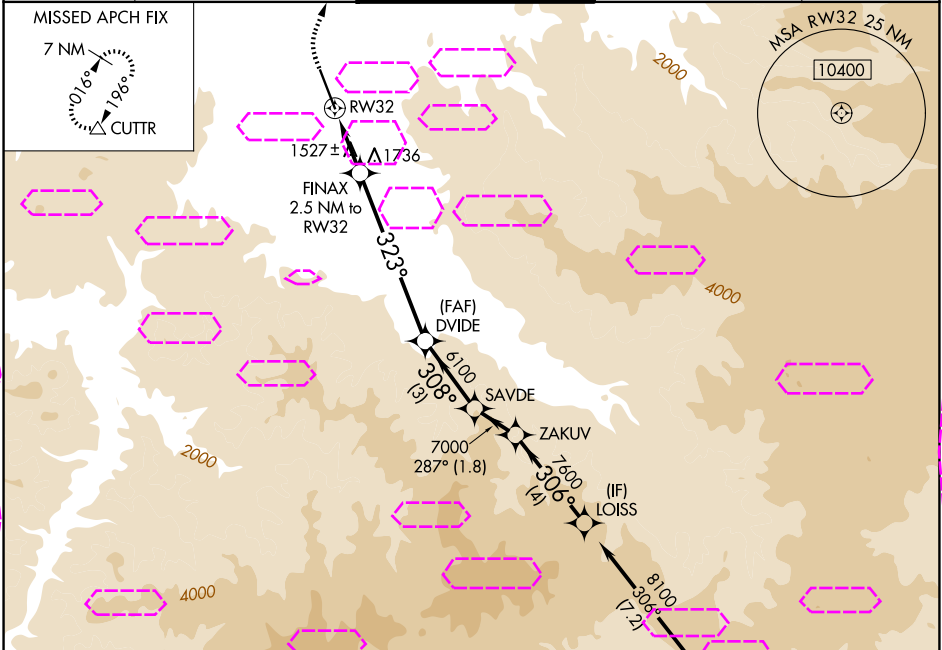 MISSED APCH FIX
7 NM
016°
196°
CUTTR
MSA RW32 25 NM
10400
2000
RW32
1527 ±
1736
FINAX
2.5 NM to
RW32
323°
4000
(FAF)
DVIDE
6100
308°
(3)
SAVDE
ZAKUV
7000
287° (1.8)
7600
306°
(4)
(IF)
LOISS
2000
8100
306°
(7.2)
4000